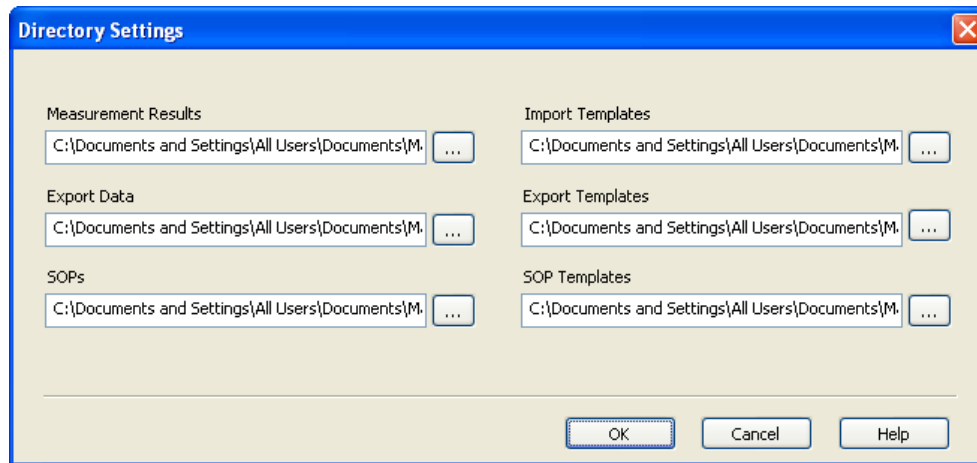 Directory Settings
Measurement Results
C:\Documents and Settings\All Users\Documents\M
...
Import Templates
C:\Documents and Settings\All Users\Documents\M
...
Export Data
C:\Documents and Settings\All Users\Documents\M
...
Export Templates
C:\Documents and Settings\All Users\Documents\M
...
SOPs
C:\Documents and Settings\All Users\Documents\M
...
SOP Templates
C:\Documents and Settings\All Users\Documents\M
...
OK
Cancel
Help